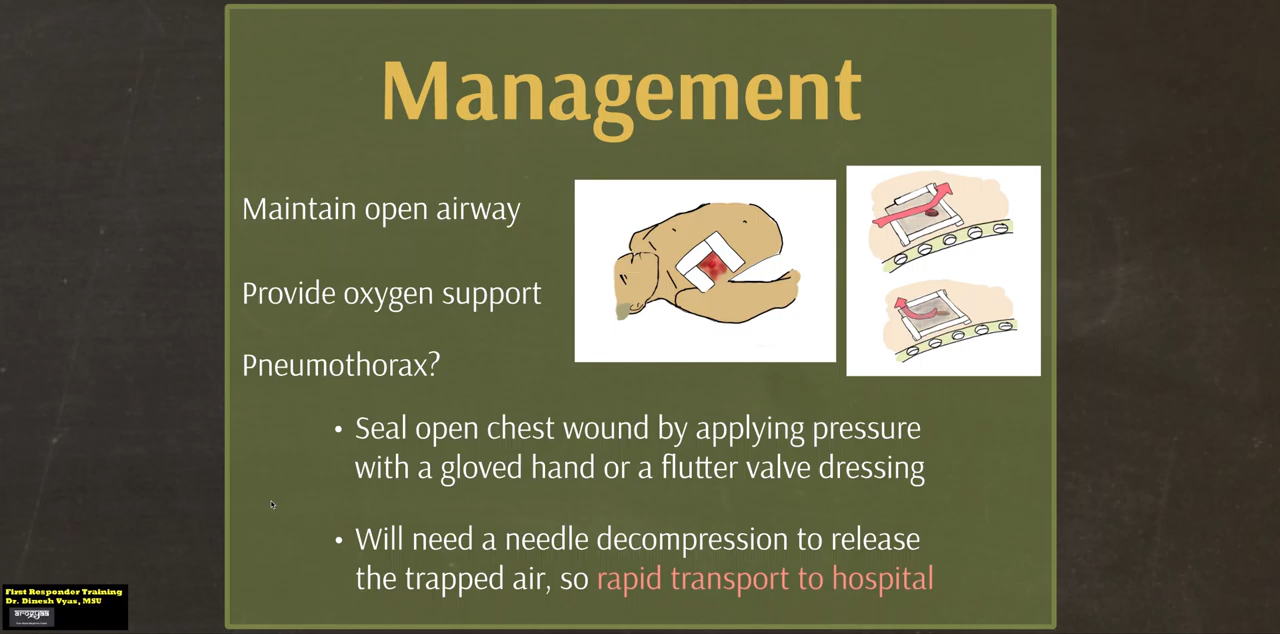 Management
Maintain open airway
Provide oxygen support
Pneumothorax?
• Seal open chest wound by applying pressure
with a gloved hand or a flutter valve dressing
• Will need a needle decompression to release
the trapped air, so rapid transport to hospital
First Responder Training
Dr. Dinesh Vyas, MSU